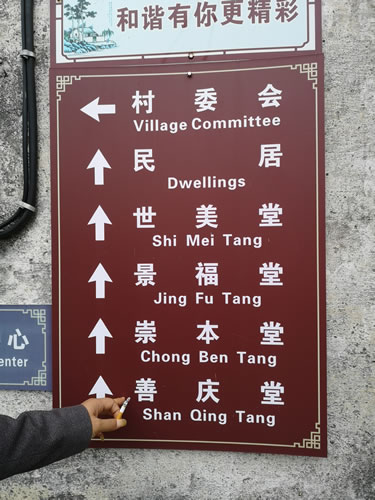 和谐有你更精彩
村委会
Village Committee
民居
Dwellings
世美堂
Shi Mei Tang
景福堂
Jing Fu Tang
崇本堂
Chong Ben Tang
善庆堂
Shan Qing Tang
心
enter